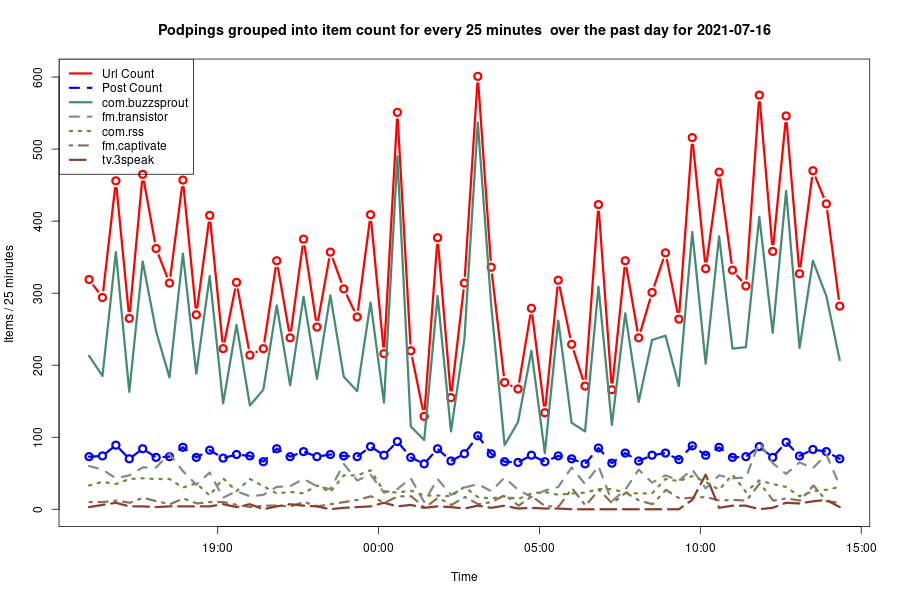 Podpings grouped into item count for every 25 minutes  over the past day for 2021-07-16
Url Count
Post Count
com.buzzsprout
fm.transistor
com.rss
fm.captivate
tv.3speak
Items / 25 minutes
600
500
400
300
200
100
0
19:00
00:00
05:00
10:00
15:00
Time